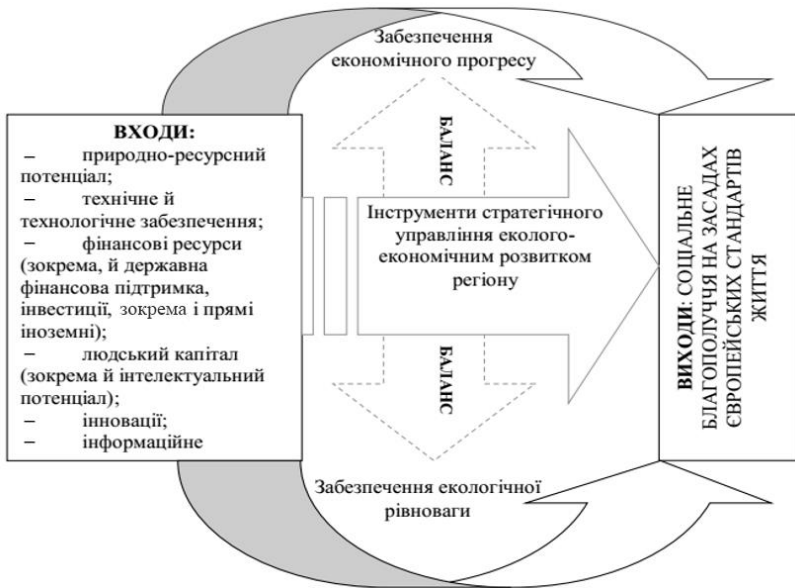 Забезпечення
економічного прогресу
ВХОДИ:
– природно-ресурсний
потенціал;
– технічне й
технологічне забезпечення;
– фінансові ресурси
(зокрема, й державна
фінансова підтримка,
інвестиції, зокрема і прямі
іноземні);
– людський капітал
(зокрема й інтелектуальний
потенціал);
– інновації;
– інформаційне
БАЛАНС
Інструменти стратегічного
управління еколого-
економічним розвитком
регіону
БАЛАНС
ВИХОДИ: СОЦІАЛЬНЕ
БЛАГОПОЛУЧЧЯ НА ЗАСАДАХ
ЄВРОПЕЙСЬКИХ СТАНДАРТІВ
ЖИТТЯ
Забезпечення екологічної
рівноваги